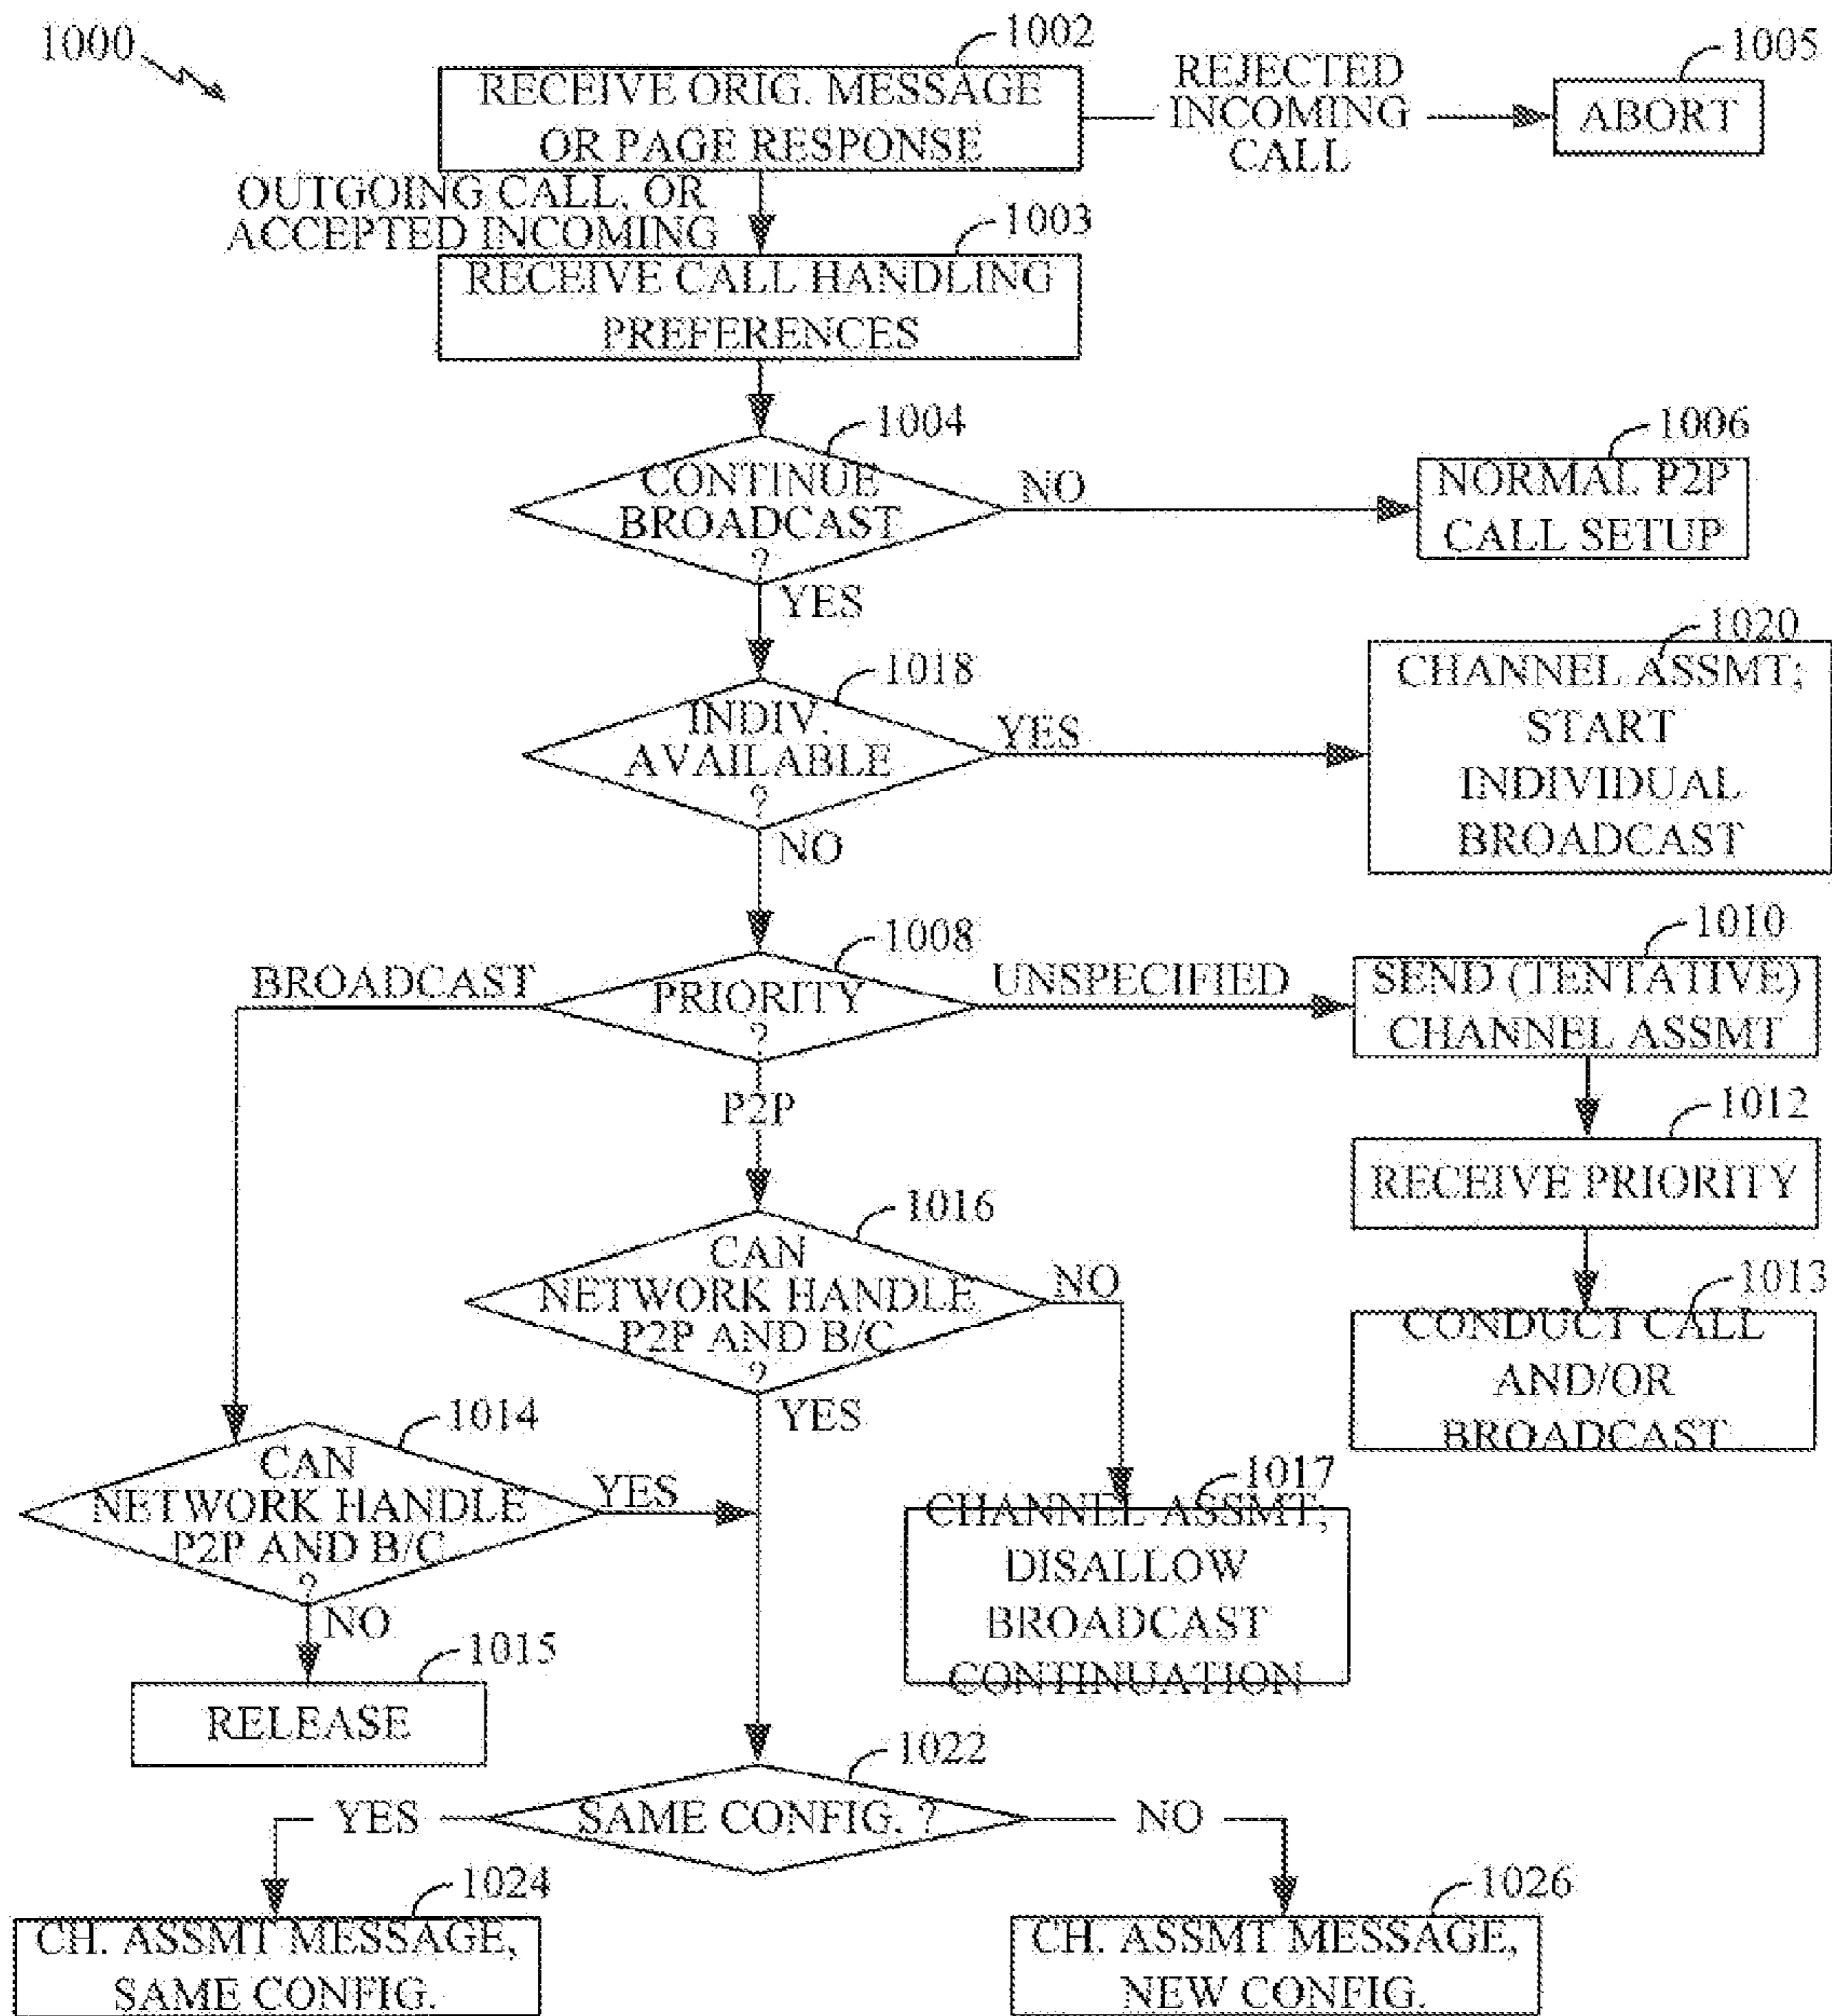 1000
1002
RECEIVE ORIG. MESSAGE
OR PAGE RESPONSE
REJECTED
INCOMING
CALL
1005
ABORT
OUTGOING CALL, OR
ACCEPTED INCOMING
1003
RECEIVE CALL HANDLING
PREFERENCES
1004
CONTINUE
BROADCAST
?
NO
1006
NORMAL P2P
CALL SETUP
YES
1018
INDIV.
AVAILABLE
?
YES
1020
CHANNEL ASSMT;
START
INDIVIDUAL
BROADCAST
NO
1008
PRIORITY
?
BROADCAST
UNSPECIFIED
1010
SEND (TENTATIVE)
CHANNEL ASSMT
P2P
1012
RECEIVE PRIORITY
1016
CAN
NETWORK HANDLE
P2P AND B/C
?
NO
YES
1013
CONDUCT CALL
AND/OR
BROADCAST
1014
CAN
NETWORK HANDLE
P2P AND B/C
?
YES
NO
1017
CHANNEL ASSMT;
DISALLOW
BROADCAST
CONTINUATION
1015
RELEASE
1022
SAME CONFIG. ?
YES
NO
1024
CH. ASSMT MESSAGE,
SAME CONFIG.
1026
CH. ASSMT MESSAGE,
NEW CONFIG.